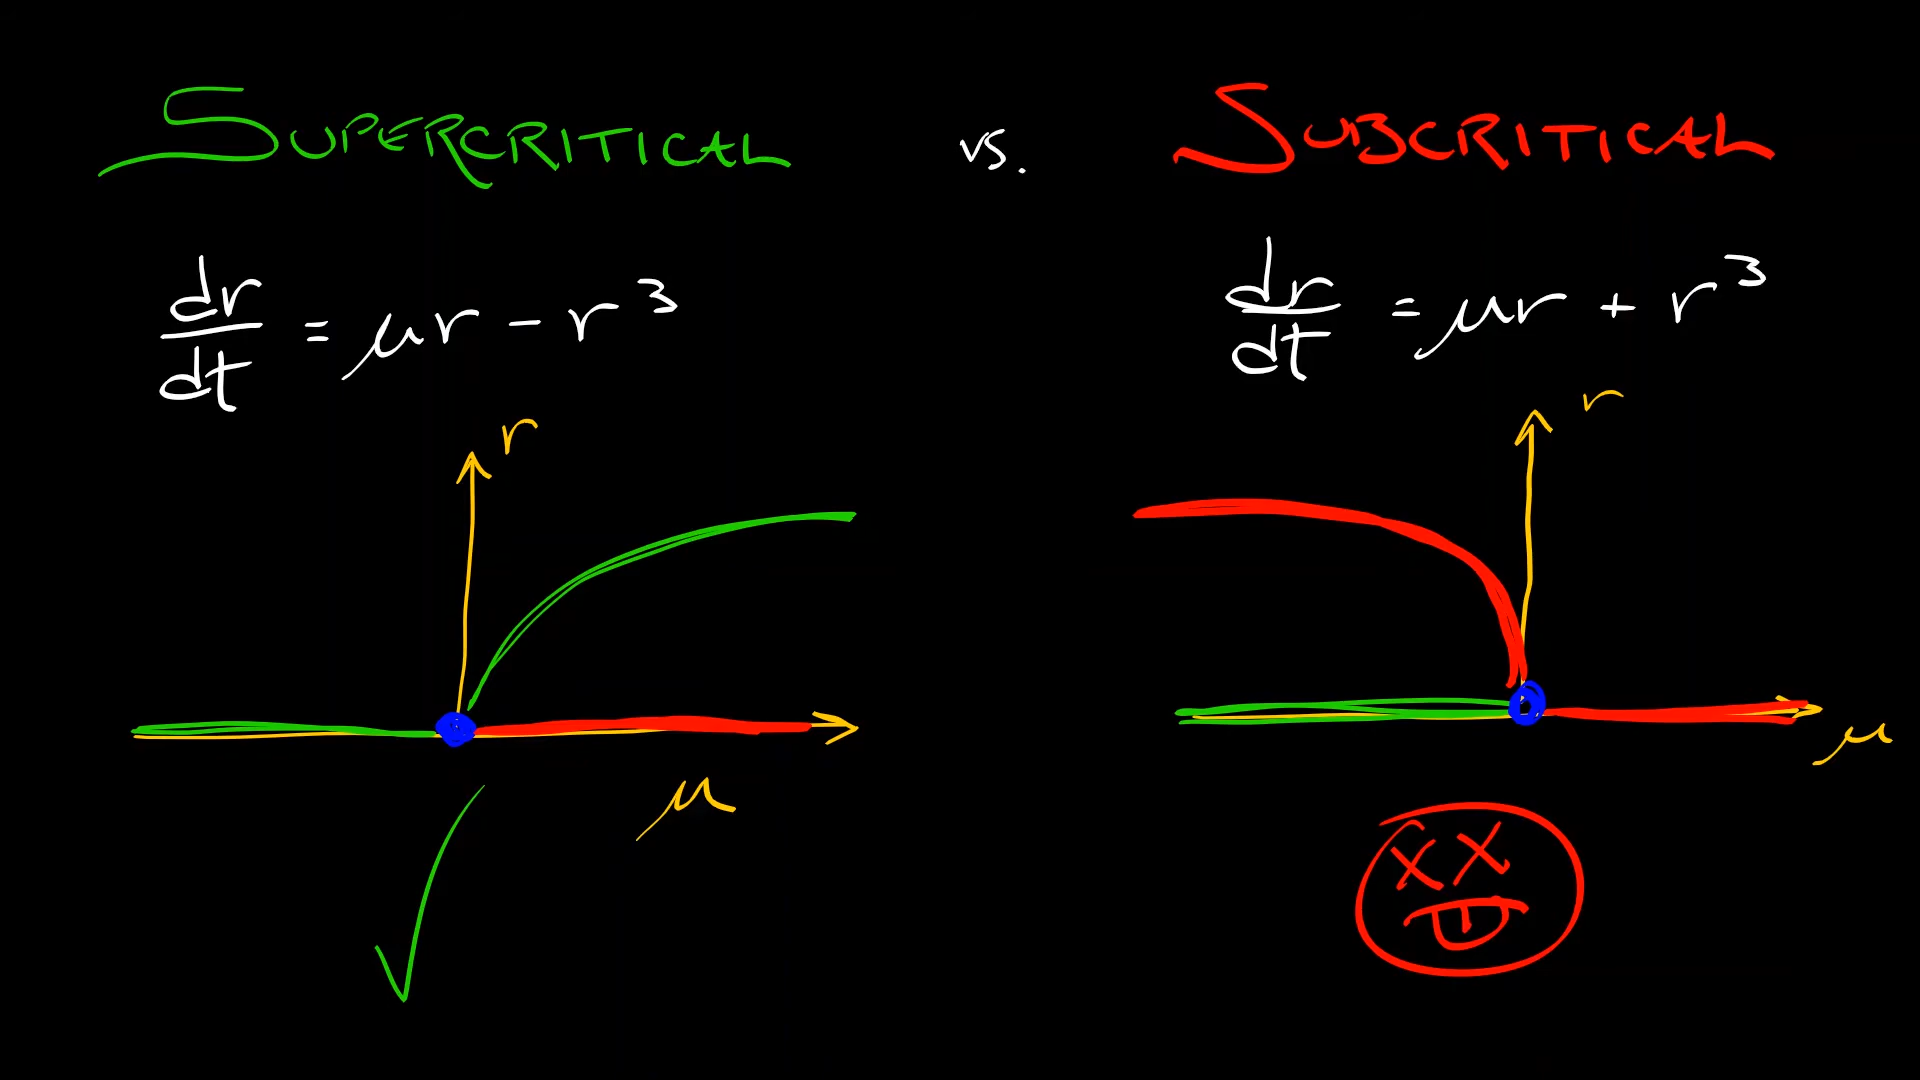 SUPERCRITICAL vs. SUBCRITICAL
dr/dt = μr - r³
dr/dt = μr + r³
r
r
μ
μ